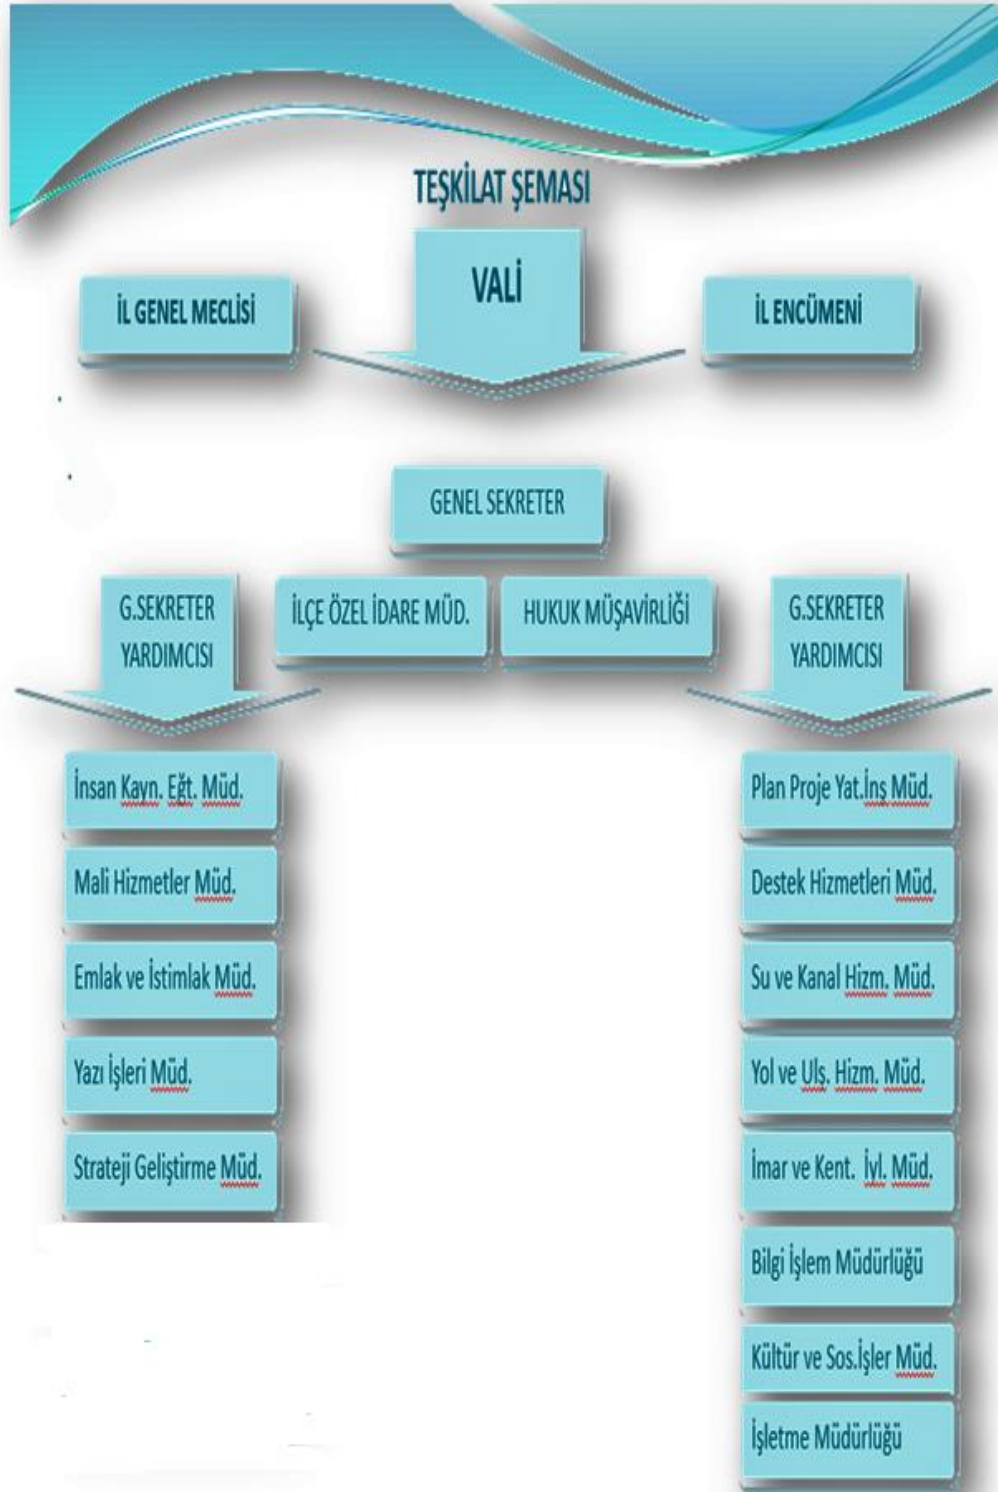 TEŞKİLAT ŞEMASI
İL GENEL MECLİSİ
VALİ
İL ENCÜMENİ
GENEL SEKRETER
G.SEKRETER
YARDIMCISI
İLÇE ÖZEL İDARE MÜD.
HUKUK MÜŞAVİRLİĞİ
G.SEKRETER
YARDIMCISI
İnsan Kayn. Eğt. Müd.
Mali Hizmetler Müd.
Emlak ve İstimlak Müd.
Yazı İşleri Müd.
Strateji Geliştirme Müd.
Plan Proje Yat.İnş Müd.
Destek Hizmetleri Müd.
Su ve Kanal Hizm. Müd.
Yol ve Ulş. Hizm. Müd.
İmar ve Kent. İyl. Müd.
Bilgi İşlem Müdürlüğü
Kültür ve Sos.İşler Müd.
İşletme Müdürlüğü